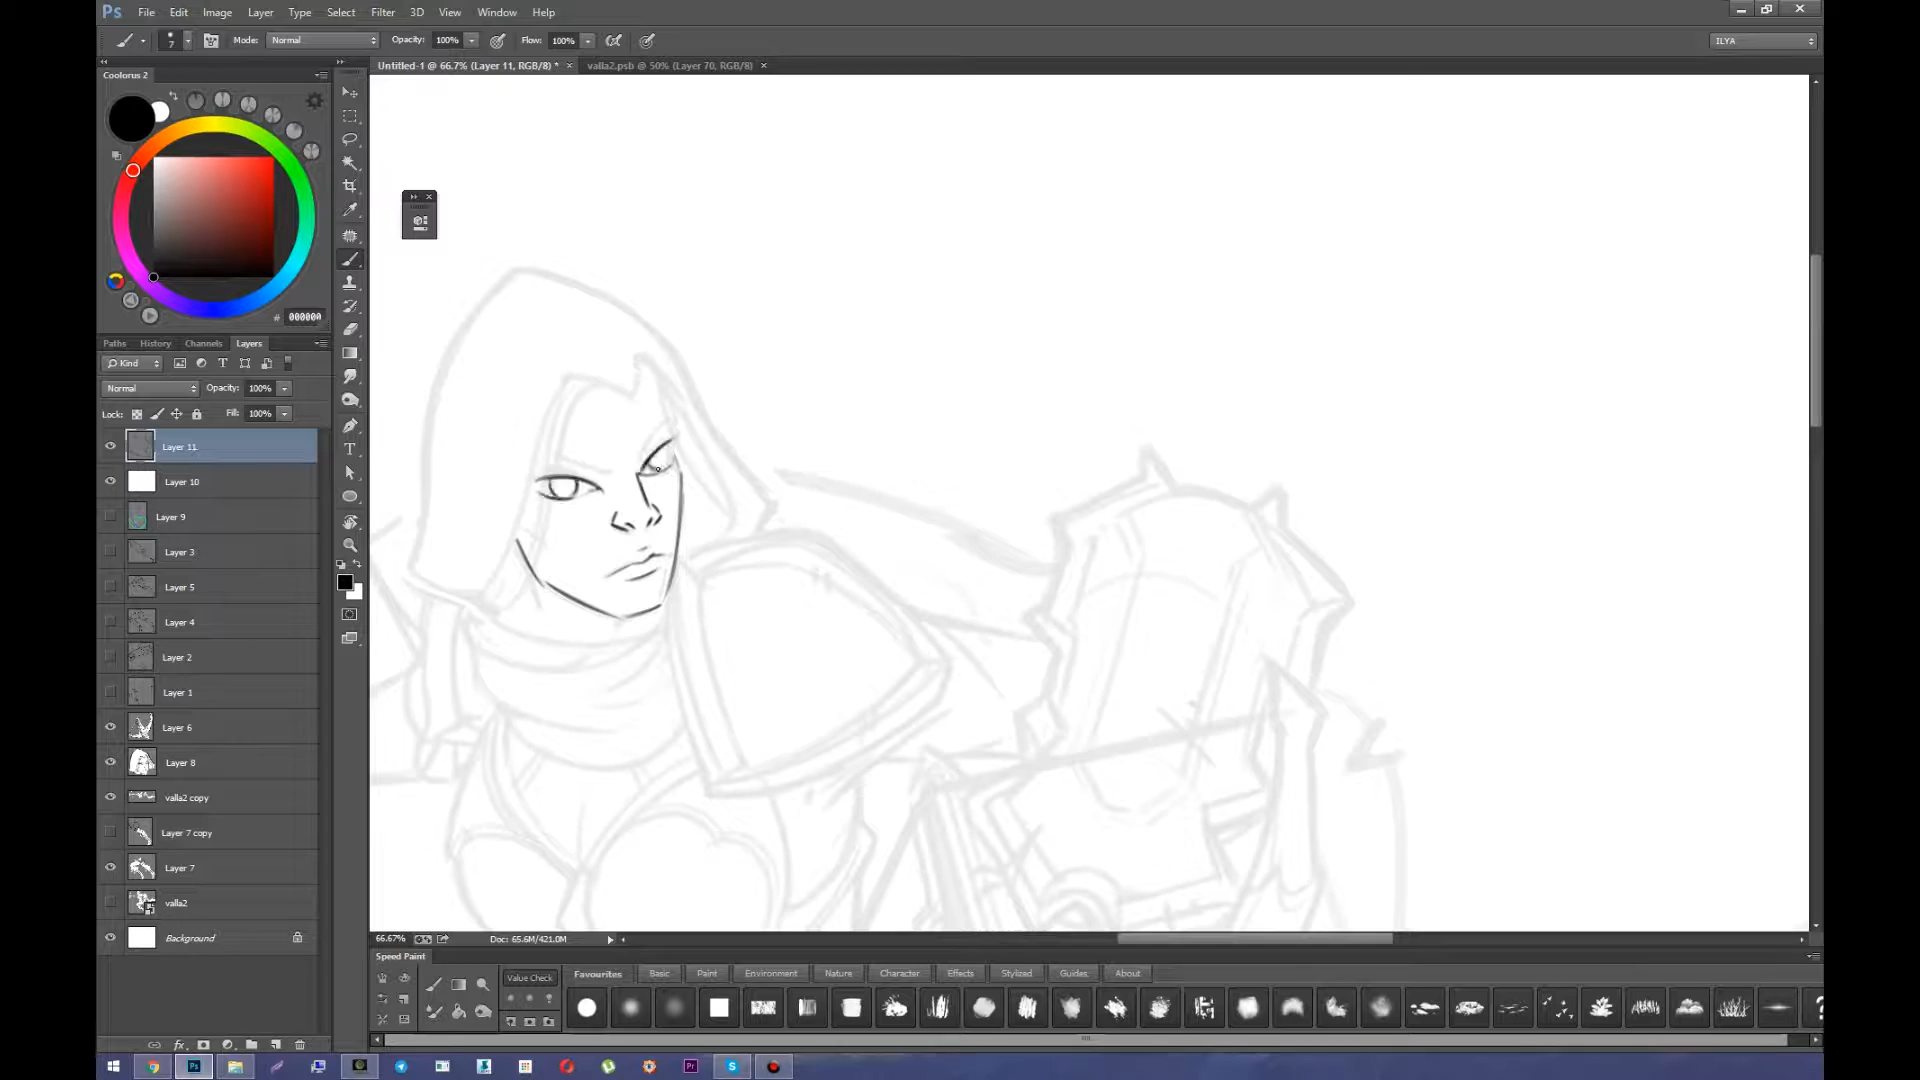 Ps File Edit Image Layer Type Select Filter 3D View Window Help
7 Mode: Normal Opacity: 100% Flow: 100% ILYA
Untitled-1 @ 66.7% (Layer 11, RGB/8) * × valla2.psb @ 50% (Layer 70, RGB/8) ×
Coolorus 2
# 000000
Paths History Channels Layers
Kind
Normal Opacity: 100%
Lock: Fill: 100%
Layer 11
Layer 10
Layer 9
Layer 3
Layer 5
Layer 4
Layer 2
Layer 1
Layer 6
Layer 8
valla2 copy
Layer 7 copy
Layer 7
valla2
Background
66.67% Doc: 65.6M/421.0M
Speed Paint
Value Check Favourites Basic Paint Environment Nature Character Effects Stylized Guides About
fx
Ps Pr S